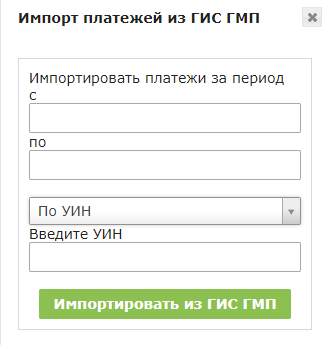 Импорт платежей из ГИС ГМП
Импортировать платежи за период
с
по
По УИН
Введите УИН
Импортировать из ГИС ГМП